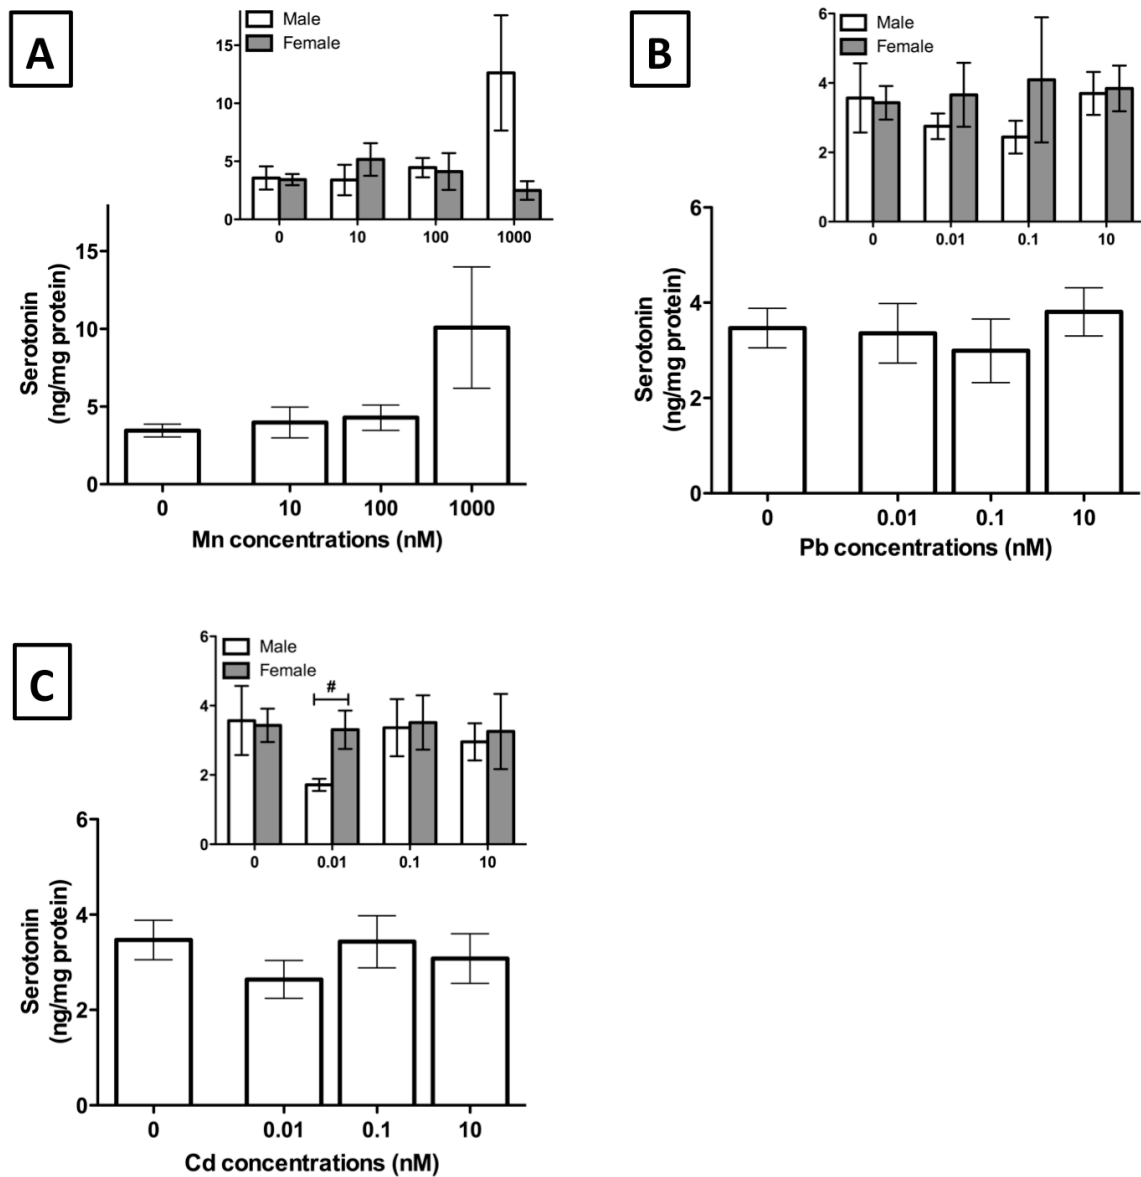 A
Male
Female
15
10
5
0
0 10 100 1000
15
10
5
0
Serotonin
(ng/mg protein)
0 10 100 1000
Mn concentrations (nM)
B
Male
Female
6
4
2
0
0 0.01 0.1 10
6
4
2
0
Serotonin
(ng/mg protein)
0 0.01 0.1 10
Pb concentrations (nM)
C
Male
Female
#
6
4
2
0
0 0.01 0.1 10
6
4
2
0
Serotonin
(ng/mg protein)
0 0.01 0.1 10
Cd concentrations (nM)